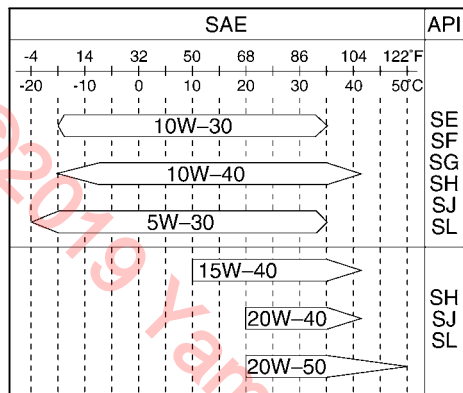 SAE API
-4 14 32 50 68 86 104 122˚F
-20 -10 0 10 20 30 40 50˚C
10W–30
10W–40
5W–30
SE
SF
SG
SH
SJ
SL
15W–40
20W–40
20W–50
SH
SJ
SL
©2019 Yam